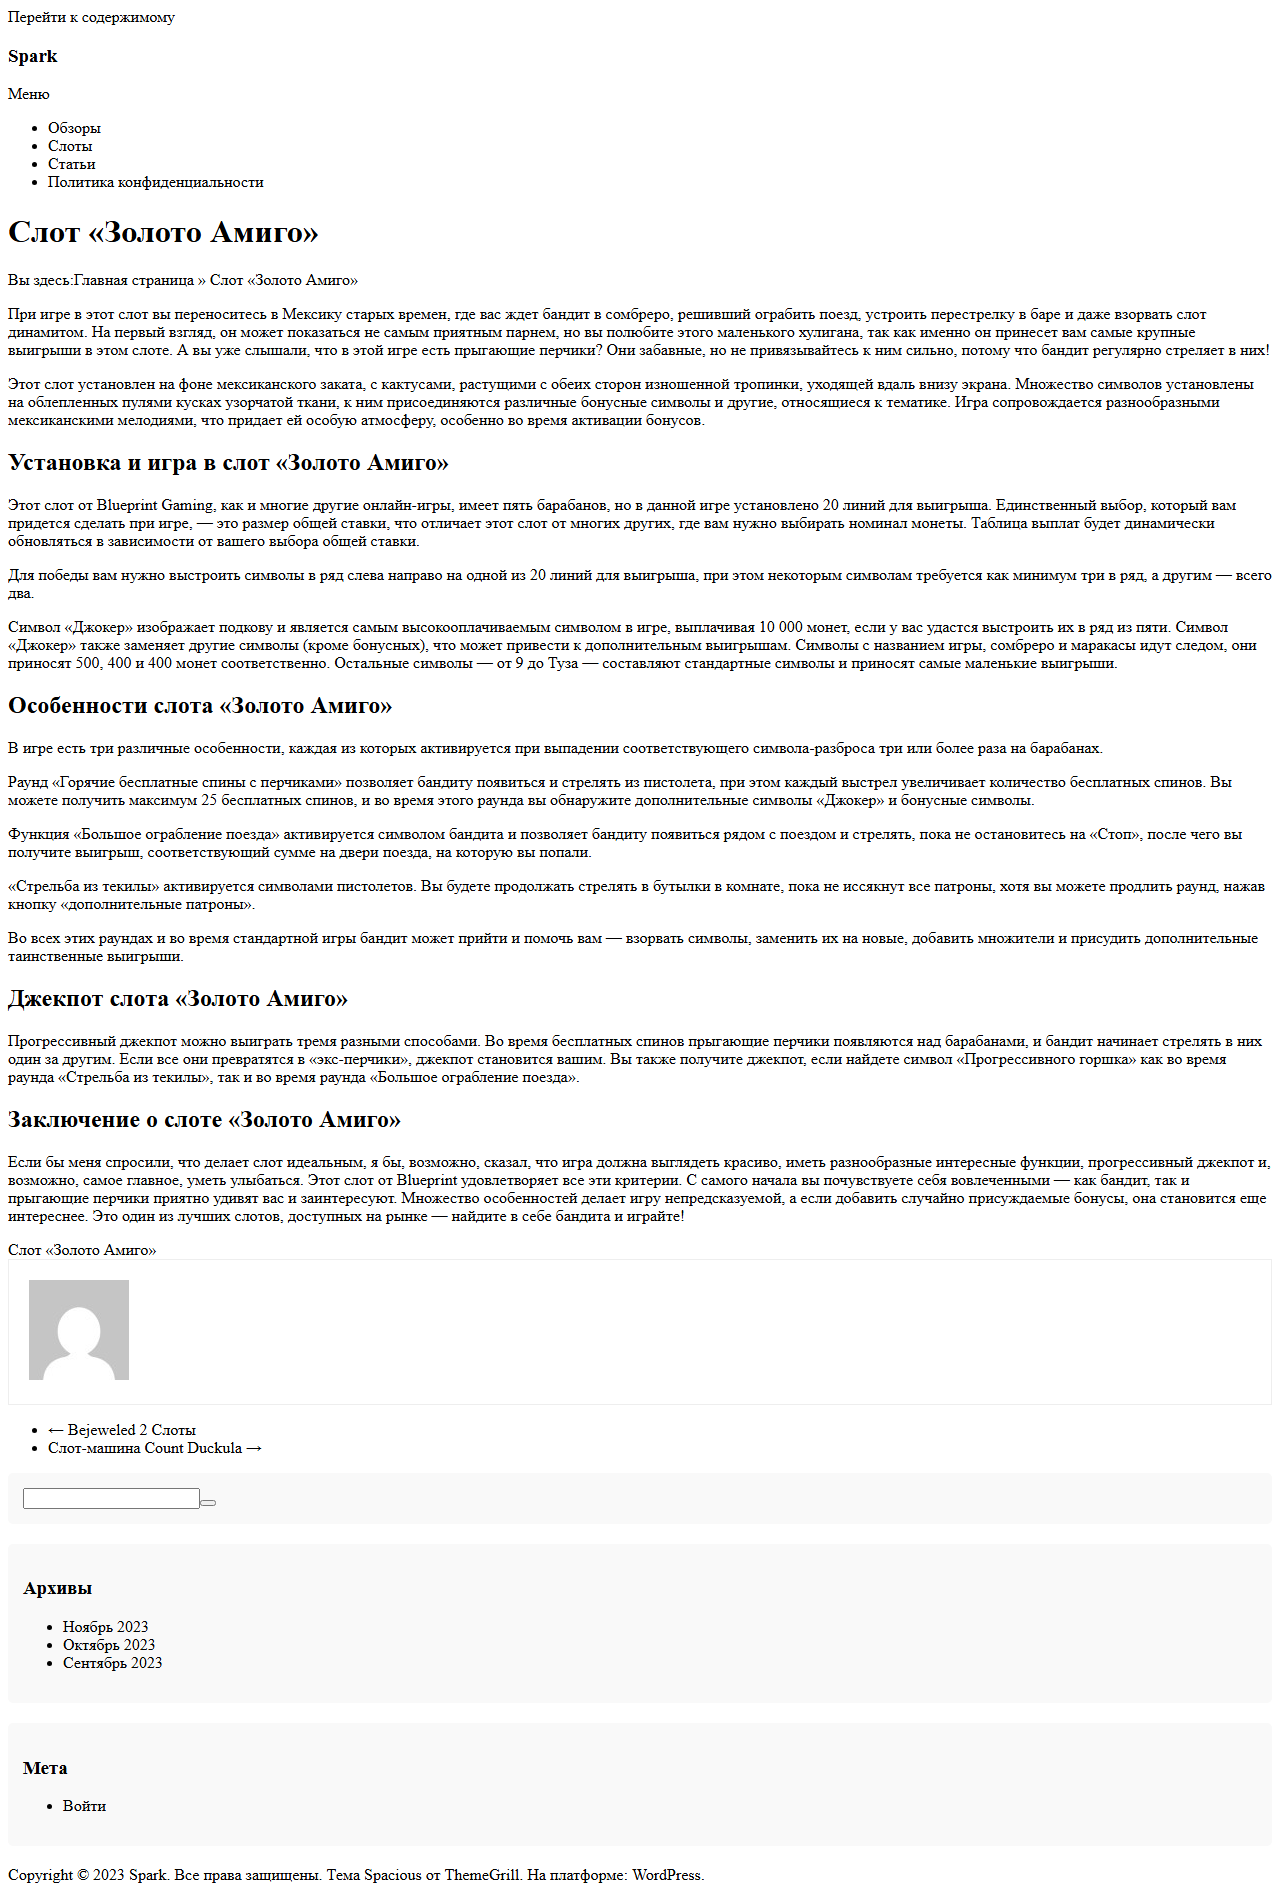 Перейти к содержимому
Spark
Меню
Обзоры
Слоты
Статьи
Политика конфиденциальности
Слот «Золото Амиго»
Вы здесь:Главная страница » Слот «Золото Амиго»
При игре в этот слот вы переноситесь в Мексику старых времен, где вас ждет бандит в сомбреро, решивший ограбить поезд, устроить перестрелку в баре и даже взорвать слот
динамитом. На первый взгляд, он может показаться не самым приятным парнем, но вы полюбите этого маленького хулигана, так как именно он принесет вам самые крупные
выигрыши в этом слоте. А вы уже слышали, что в этой игре есть прыгающие перчики? Они забавные, но не привязывайтесь к ним сильно, потому что бандит регулярно стреляет в них!
Этот слот установлен на фоне мексиканского заката, с кактусами, растущими с обеих сторон изношенной тропинки, уходящей вдаль внизу экрана. Множество символов установлены
на облепленных пулями кусках узорчатой ткани, к ним присоединяются различные бонусные символы и другие, относящиеся к тематике. Игра сопровождается разнообразными
мексиканскими мелодиями, что придает ей особую атмосферу, особенно во время активации бонусов.
Установка и игра в слот «Золото Амиго»
Этот слот от Blueprint Gaming, как и многие другие онлайн-игры, имеет пять барабанов, но в данной игре установлено 20 линий для выигрыша. Единственный выбор, который вам
придется сделать при игре, — это размер общей ставки, что отличает этот слот от многих других, где вам нужно выбирать номинал монеты. Таблица выплат будет динамически
обновляться в зависимости от вашего выбора общей ставки.
Для победы вам нужно выстроить символы в ряд слева направо на одной из 20 линий для выигрыша, при этом некоторым символам требуется как минимум три в ряд, а другим — всего
два.
Символ «Джокер» изображает подкову и является самым высокооплачиваемым символом в игре, выплачивая 10 000 монет, если у вас удастся выстроить их в ряд из пяти. Символ
«Джокер» также заменяет другие символы (кроме бонусных), что может привести к дополнительным выигрышам. Символы с названием игры, сомбреро и маракасы идут следом, они
приносят 500, 400 и 400 монет соответственно. Остальные символы — от 9 до Туза — составляют стандартные символы и приносят самые маленькие выигрыши.
Особенности слота «Золото Амиго»
В игре есть три различные особенности, каждая из которых активируется при выпадении соответствующего символа-разброса три или более раза на барабанах.
Раунд «Горячие бесплатные спины с перчиками» позволяет бандиту появиться и стрелять из пистолета, при этом каждый выстрел увеличивает количество бесплатных спинов. Вы
можете получить максимум 25 бесплатных спинов, и во время этого раунда вы обнаружите дополнительные символы «Джокер» и бонусные символы.
Функция «Большое ограбление поезда» активируется символом бандита и позволяет бандиту появиться рядом с поездом и стрелять, пока не остановитесь на «Стоп», после чего вы
получите выигрыш, соответствующий сумме на двери поезда, на которую вы попали.
«Стрельба из текилы» активируется символами пистолетов. Вы будете продолжать стрелять в бутылки в комнате, пока не иссякнут все патроны, хотя вы можете продлить раунд, нажав
кнопку «дополнительные патроны».
Во всех этих раундах и во время стандартной игры бандит может прийти и помочь вам — взорвать символы, заменить их на новые, добавить множители и присудить дополнительные
таинственные выигрыши.
Джекпот слота «Золото Амиго»
Прогрессивный джекпот можно выиграть тремя разными способами. Во время бесплатных спинов прыгающие перчики появляются над барабанами, и бандит начинает стрелять в них
один за другим. Если все они превратятся в «экс-перчики», джекпот становится вашим. Вы также получите джекпот, если найдете символ «Прогрессивного горшка» как во время
раунда «Стрельба из текилы», так и во время раунда «Большое ограбление поезда».
Заключение о слоте «Золото Амиго»
Если бы меня спросили, что делает слот идеальным, я бы, возможно, сказал, что игра должна выглядеть красиво, иметь разнообразные интересные функции, прогрессивный джекпот и,
возможно, самое главное, уметь улыбаться. Этот слот от Blueprint удовлетворяет все эти критерии. С самого начала вы почувствуете себя вовлеченными — как бандит, так и
прыгающие перчики приятно удивят вас и заинтересуют. Множество особенностей делает игру непредсказуемой, а если добавить случайно присуждаемые бонусы, она становится еще
интереснее. Это один из лучших слотов, доступных на рынке — найдите в себе бандита и играйте!
Слот «Золото Амиго»
← Bejeweled 2 Слоты
Слот-машина Count Duckula →
Архивы
Ноябрь 2023
Октябрь 2023
Сентябрь 2023
Мета
Войти
Copyright © 2023 Spark. Все права защищены. Тема Spacious от ThemeGrill. На платформе: WordPress.